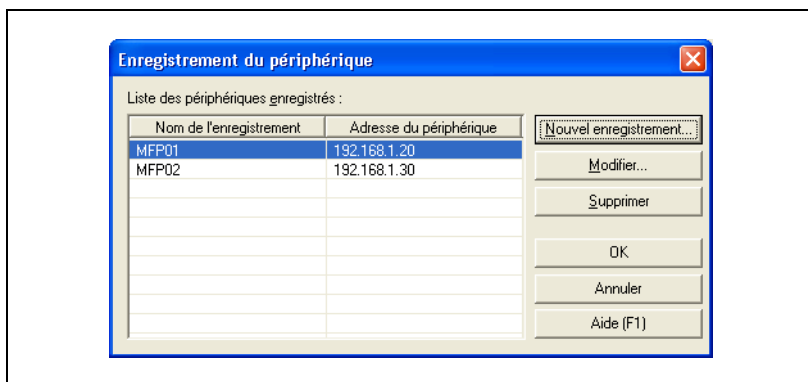 Enregistrement du périphérique
Liste des périphériques enregistrés :
Nom de l'enregistrement Adresse du périphérique
MFP01 192.168.1.20
MFP02 192.168.1.30
Nouvel enregistrement...
Modifier...
Supprimer
OK
Annuler
Aide (F1)